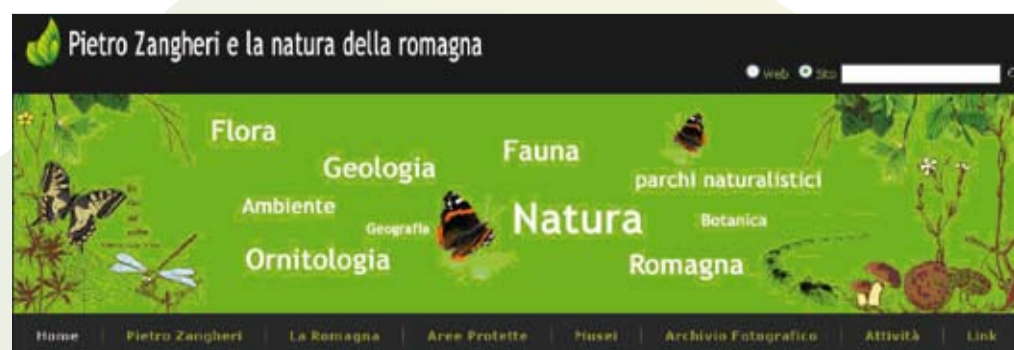 Pietro Zangheri e la natura della romagna
Web Sito
Flora
Fauna
Geologia
parchi naturalistici
Ambiente
Geografia
Natura
Botanica
Ornitologia
Romagna
Home Pietro Zangheri La Romagna Aree Protette Musei Archivio Fotografico Attività Link